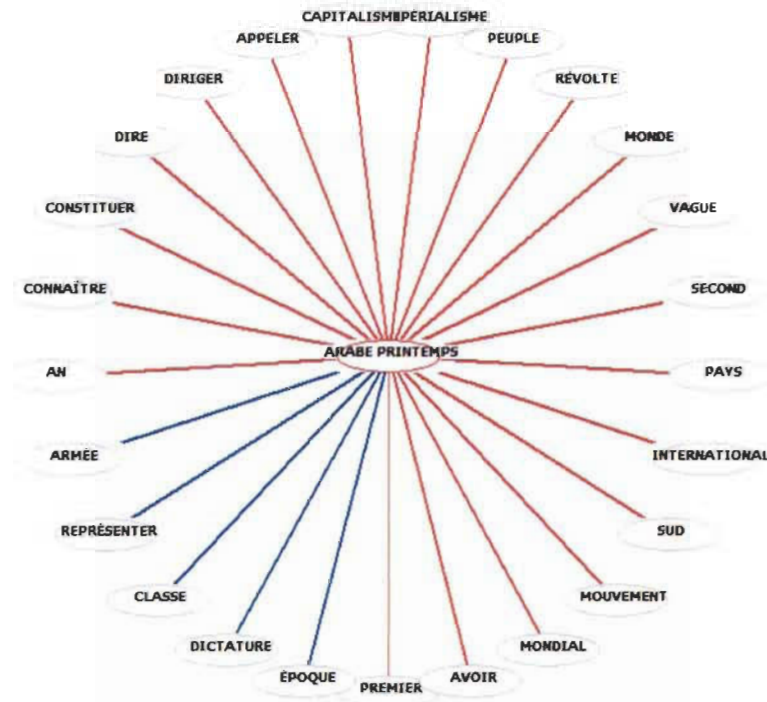 CAPITALISME
IMPÉRIALISME
APPELER
PEUPLE
DIRIGER
RÉVOLTE
DIRE
MONDE
CONSTITUER
VAGUE
CONNAÎTRE
SECOND
ARABE PRINTEMPS
AN
PAYS
ARMÉE
INTERNATIONAL
REPRÉSENTER
SUD
CLASSE
MOUVEMENT
DICTATURE
MONDIAL
ÉPOQUE
PREMIER
AVOIR